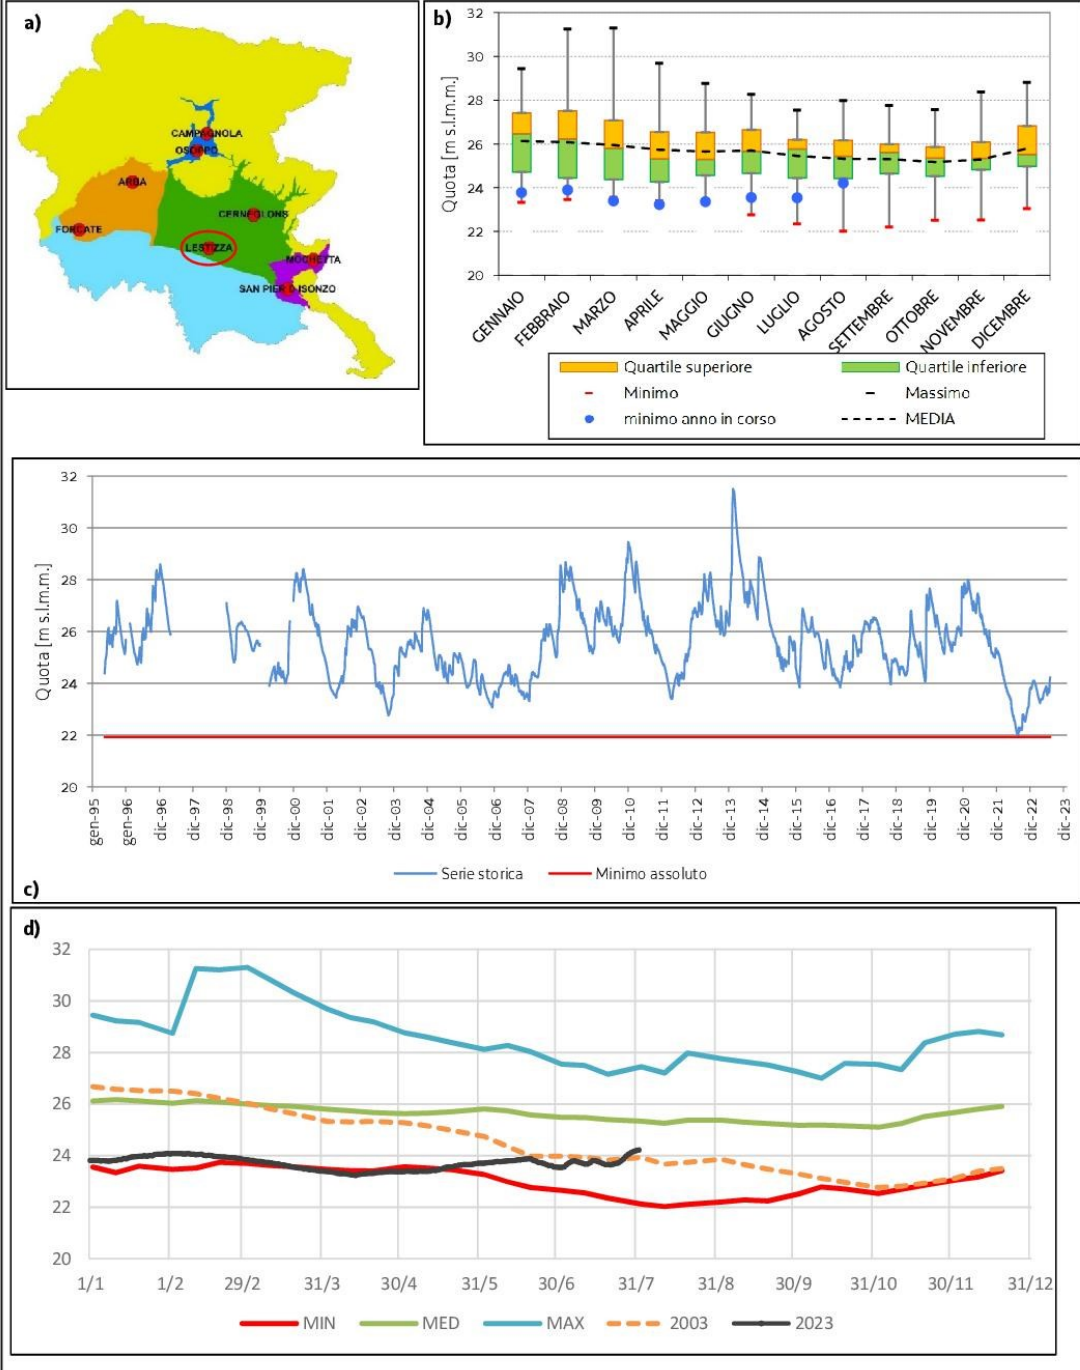 a)
CAMPAGNOLA
OSOPPO
ARBA
CERNEGLONS
FORCATE
LESTIZZA
MOCHETTA
SAN PIER D ISONZO
b)
Quota [m s.l.m.m.]
32
30
28
26
24
22
20
GENNAIO
FEBBRAIO
MARZO
APRILE
MAGGIO
GIUGNO
LUGLIO
AGOSTO
SETTEMBRE
OTTOBRE
NOVEMBRE
DICEMBRE
Quartile superiore
Quartile inferiore
Minimo
Massimo
minimo anno in corso
MEDIA
Quota [m s.l.m.m.]
32
30
28
26
24
22
20
gen-95
gen-96
dic-96
dic-97
dic-98
dic-99
dic-00
dic-01
dic-02
dic-03
dic-04
dic-05
dic-06
dic-07
dic-08
dic-09
dic-10
dic-11
dic-12
dic-13
dic-14
dic-15
dic-16
dic-17
dic-18
dic-19
dic-20
dic-21
dic-22
dic-23
Serie storica
Minimo assoluto
c)
d)
32
30
28
26
24
22
20
1/1
1/2
29/2
31/3
30/4
31/5
30/6
31/7
31/8
30/9
31/10
30/11
31/12
MIN
MED
MAX
2003
2023